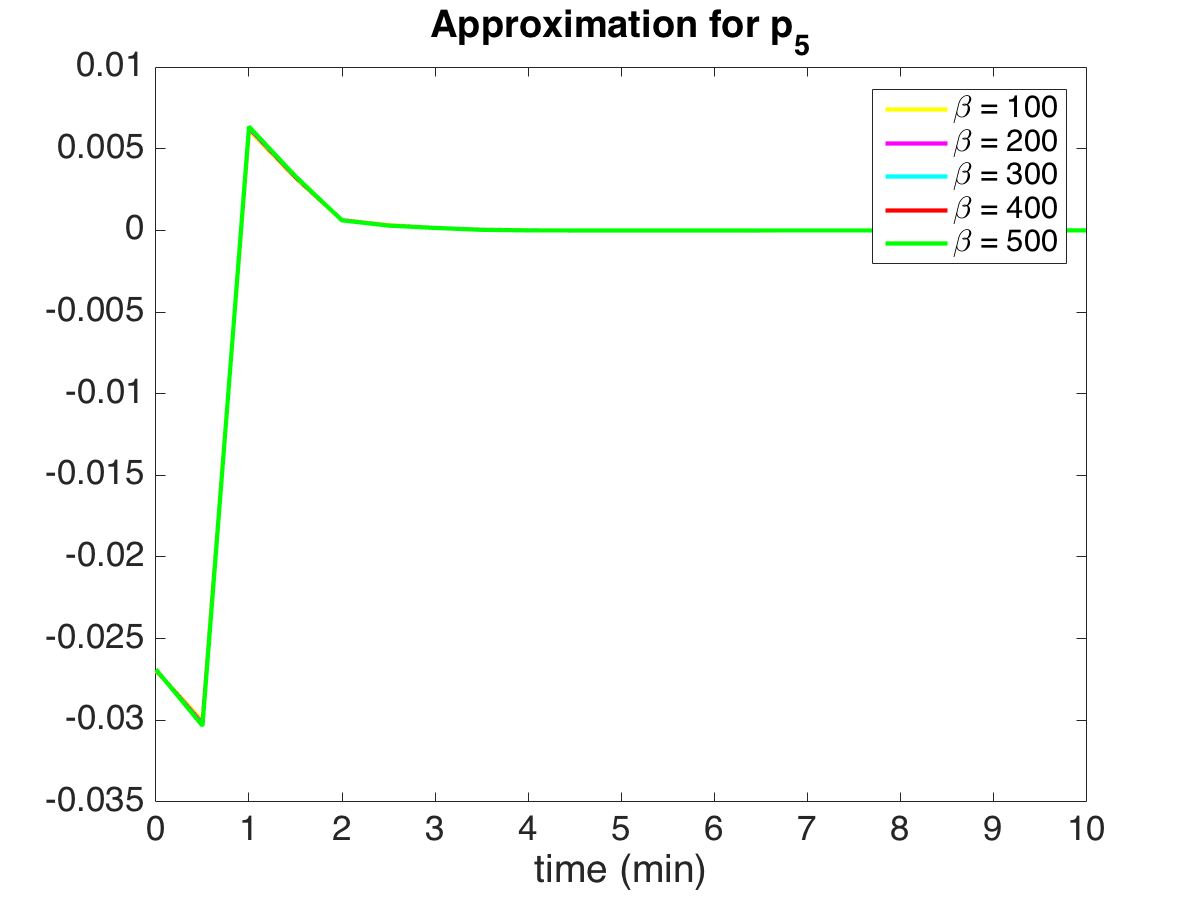 Approximation for p5
0.01
0.005
0
-0.005
-0.01
-0.015
-0.02
-0.025
-0.03
-0.035
β = 100
β = 200
β = 300
β = 400
β = 500
0 1 2 3 4 5 6 7 8 9 10
time (min)